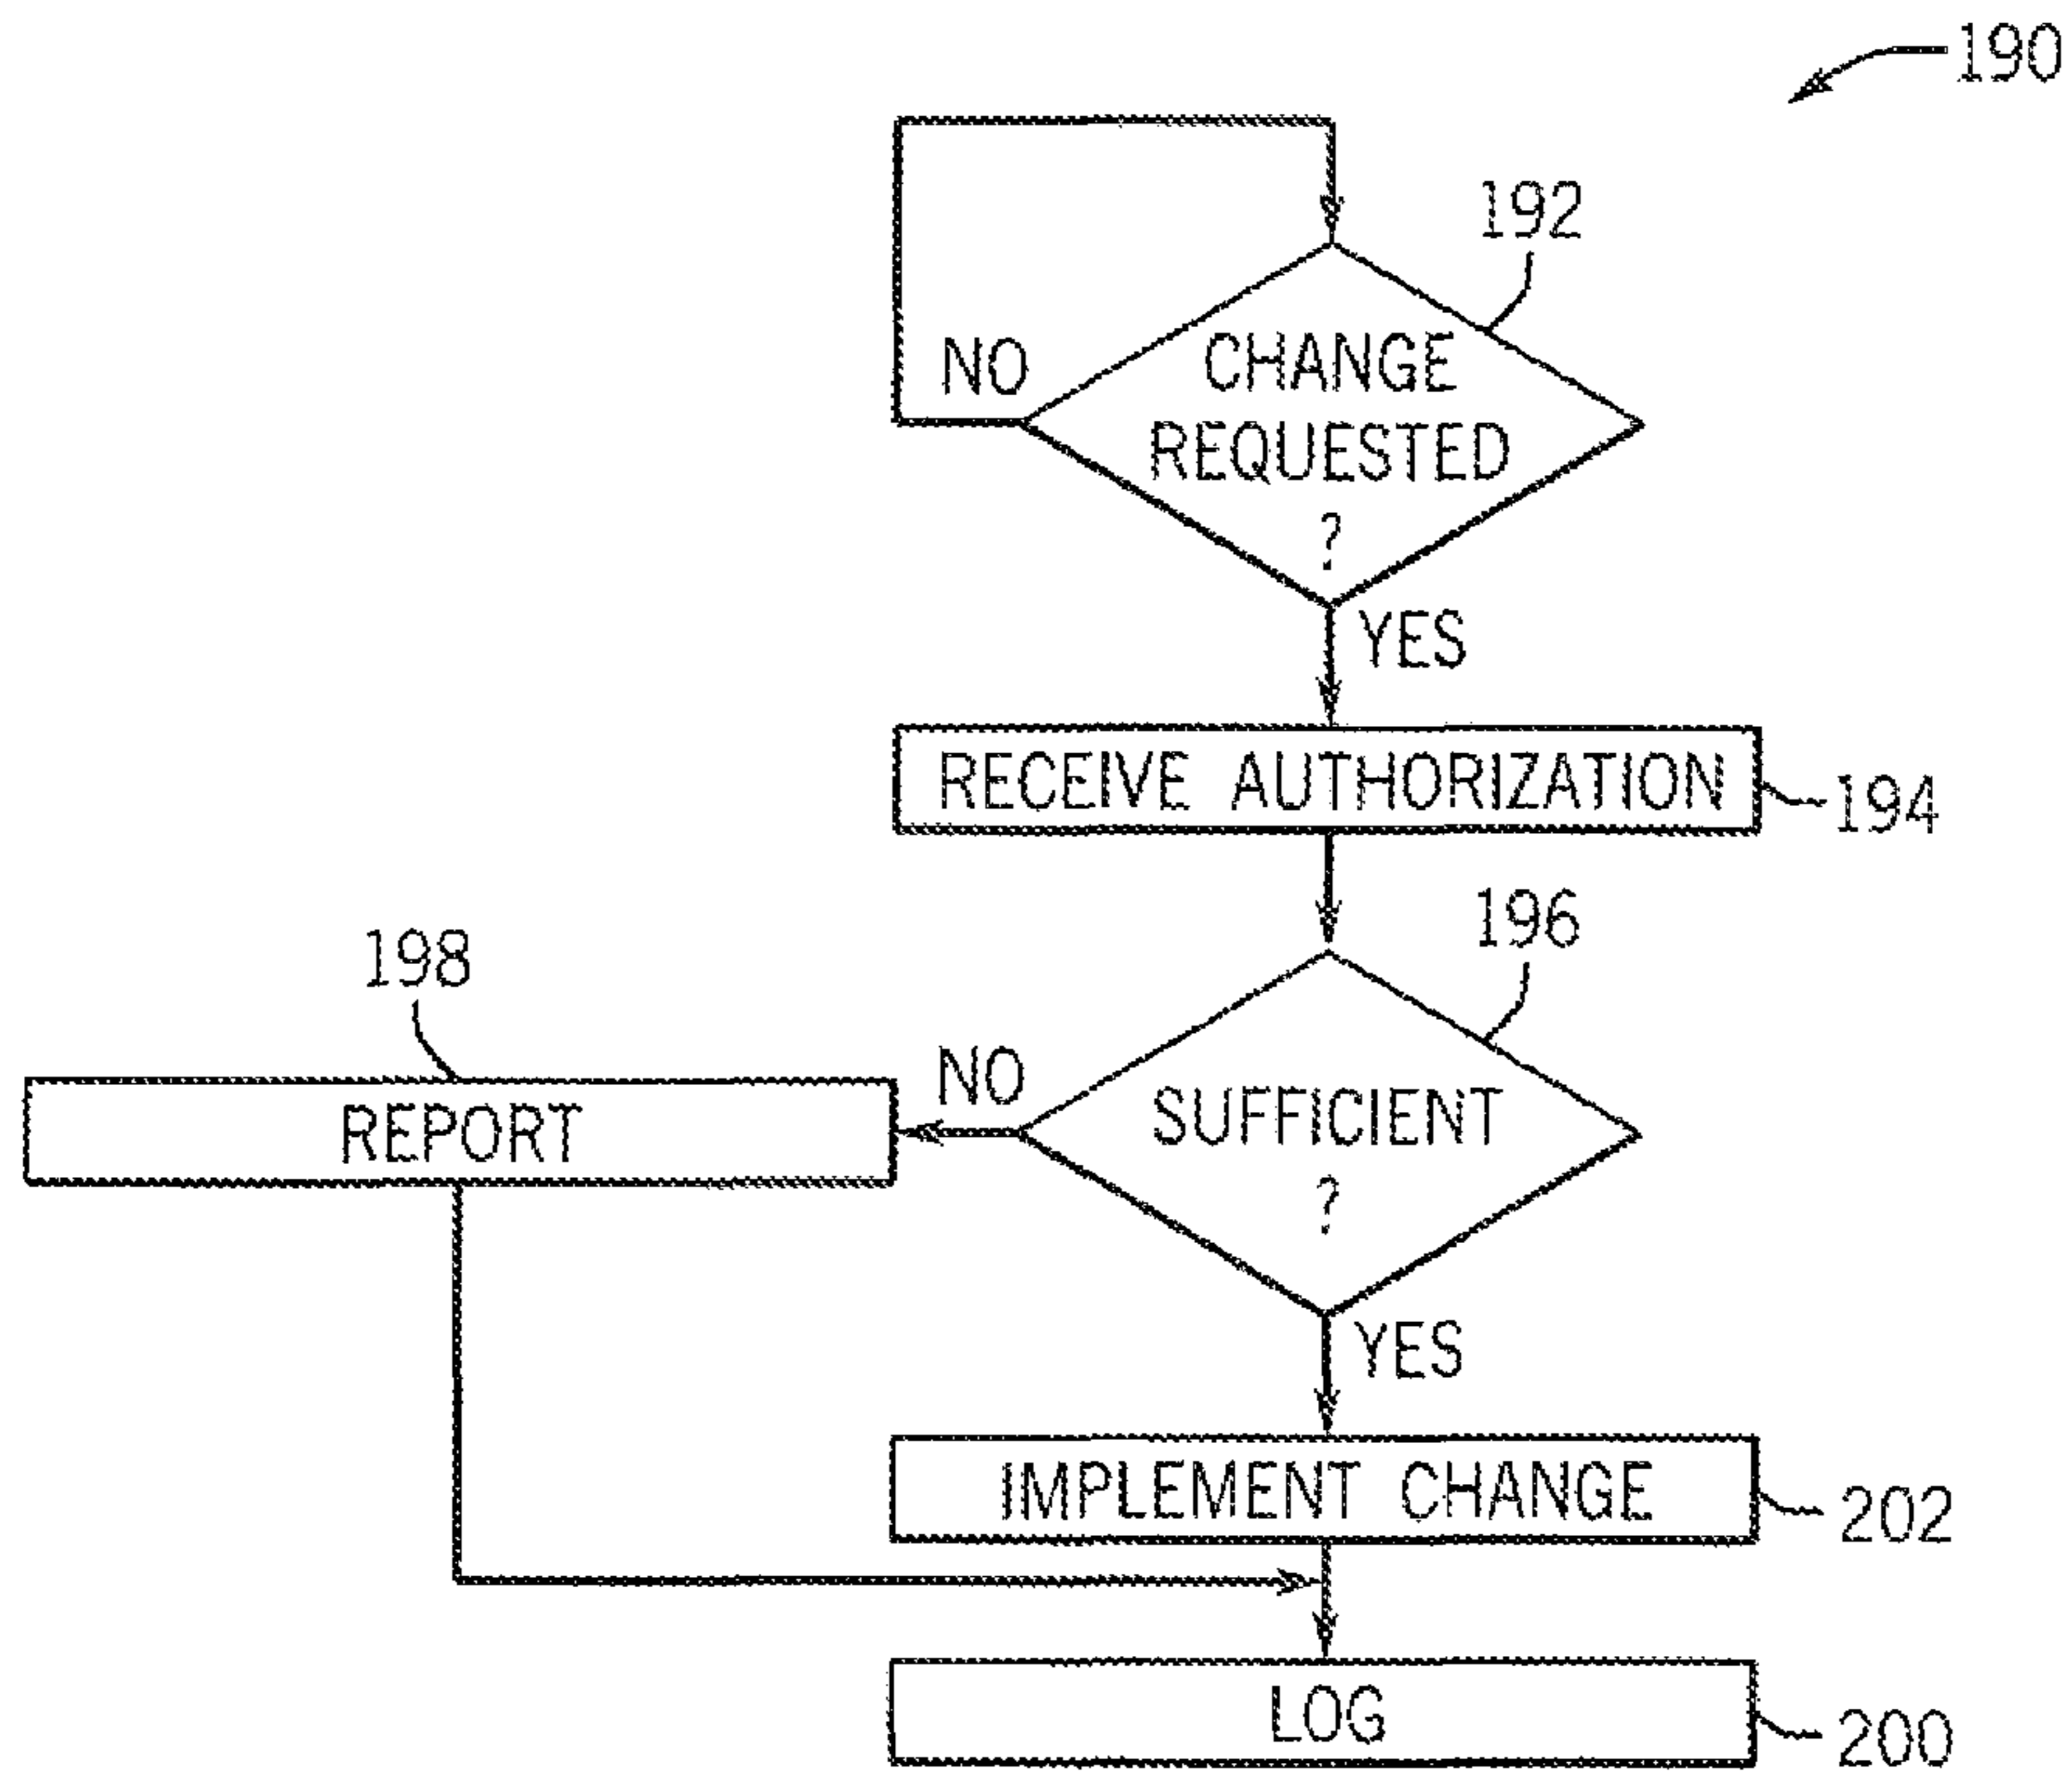 190
192
NO
CHANGE
REQUESTED
?
YES
RECEIVE AUTHORIZATION
194
196
198
NO
REPORT
SUFFICIENT
?
YES
IMPLEMENT CHANGE
202
LOG
200